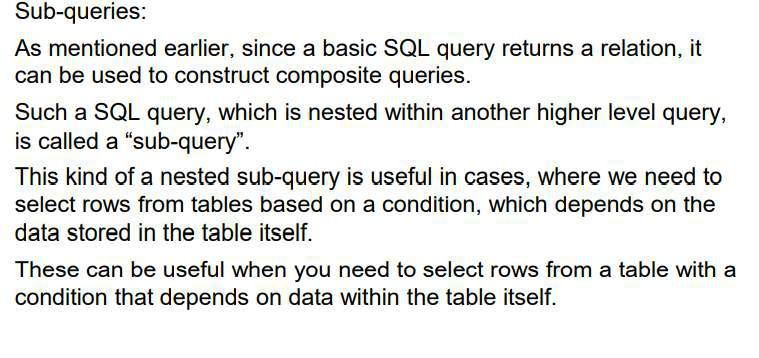 Sub-queries:
As mentioned earlier, since a basic SQL query returns a relation, it
can be used to construct composite queries.
Such a SQL query, which is nested within another higher level query,
is called a “sub-query”.
This kind of a nested sub-query is useful in cases, where we need to
select rows from tables based on a condition, which depends on the
data stored in the table itself.
These can be useful when you need to select rows from a table with a
condition that depends on data within the table itself.